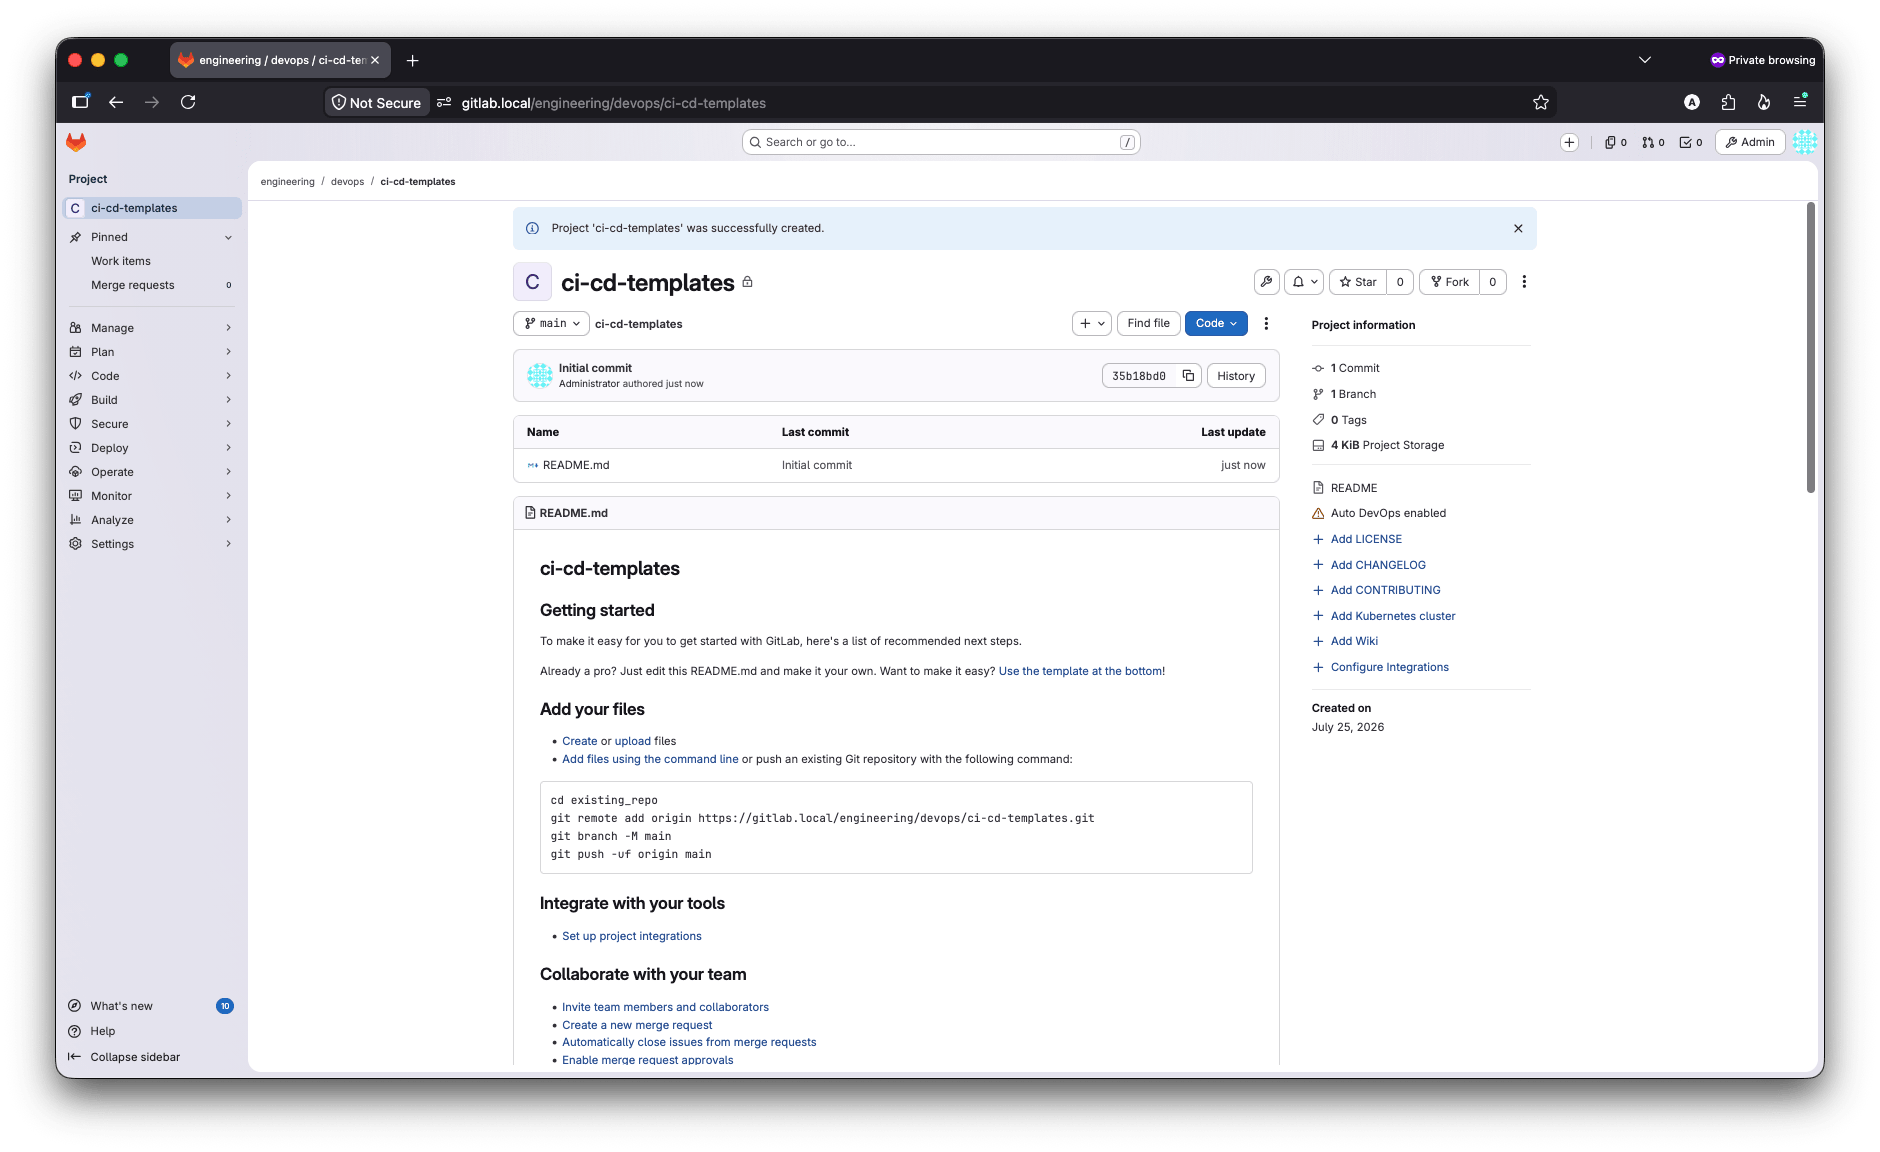 engineering / devops / ci-cd-ten
Private browsing
Not Secure
gitlab.local/engineering/devops/ci-cd-templates
A
Search or go to...
/
0
0
0
Admin
Project
C ci-cd-templates
Pinned
Work items
Merge requests 0
Manage
Plan
Code
Build
Secure
Deploy
Operate
Monitor
Analyze
Settings
What's new 10
Help
Collapse sidebar
engineering / devops / ci-cd-templates
Project 'ci-cd-templates' was successfully created.
C ci-cd-templates
Star 0
Fork 0
main
ci-cd-templates
Find file
Code
Initial commit
Administrator authored just now
35b18bd0
History
Name Last commit Last update
README.md Initial commit just now
README.md
ci-cd-templates
Getting started
To make it easy for you to get started with GitLab, here's a list of recommended next steps.
Already a pro? Just edit this README.md and make it your own. Want to make it easy? Use the template at the bottom!
Add your files
• Create or upload files
• Add files using the command line or push an existing Git repository with the following command:
cd existing_repo
git remote add origin https://gitlab.local/engineering/devops/ci-cd-templates.git
git branch -M main
git push -uf origin main
Integrate with your tools
• Set up project integrations
Collaborate with your team
• Invite team members and collaborators
• Create a new merge request
• Automatically close issues from merge requests
• Enable merge request approvals
Project information
1 Commit
1 Branch
0 Tags
4 KiB Project Storage
README
Auto DevOps enabled
Add LICENSE
Add CHANGELOG
Add CONTRIBUTING
Add Kubernetes cluster
Add Wiki
Configure Integrations
Created on
July 25, 2026